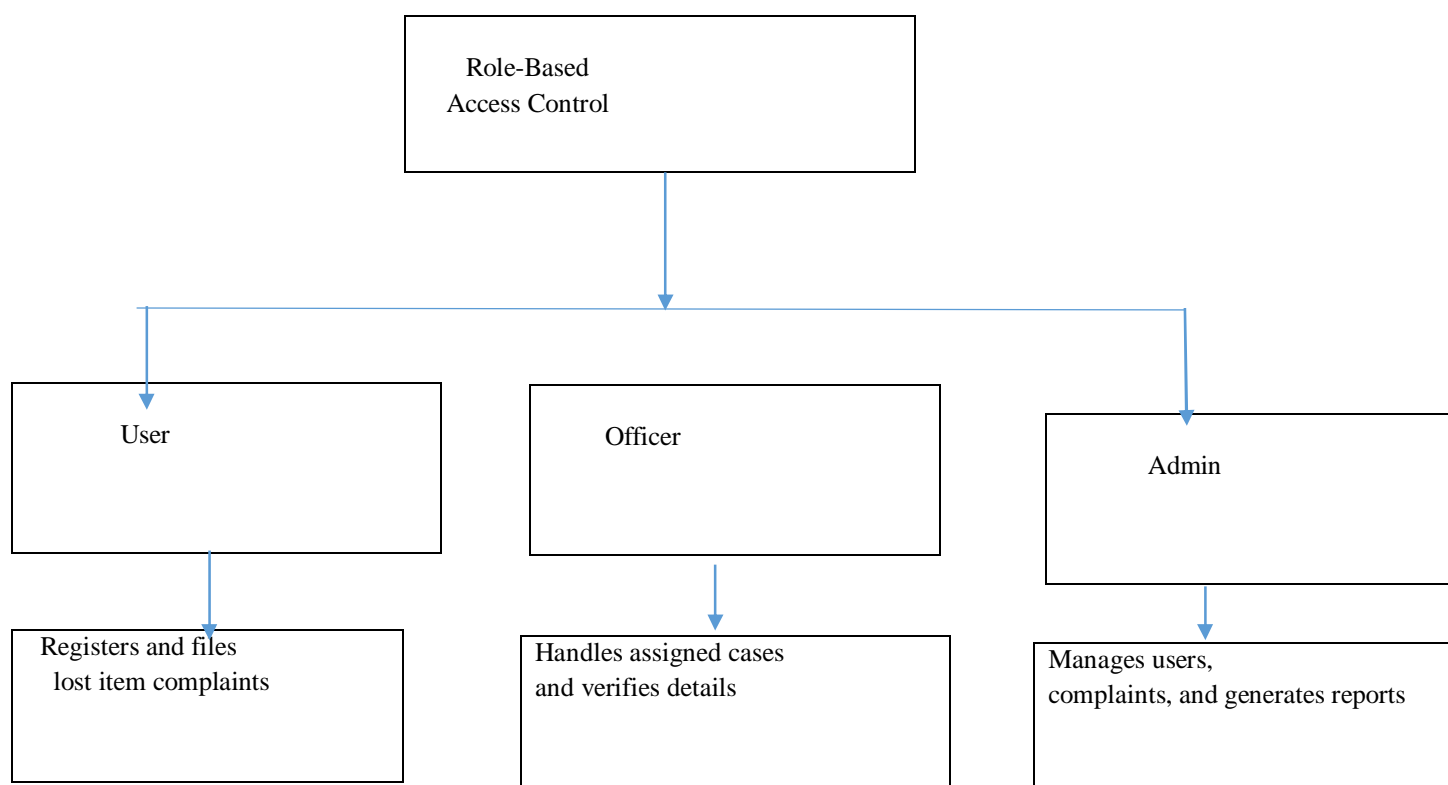 Role-Based
Access Control
User
Officer
Admin
Registers and files
lost item complaints
Handles assigned cases
and verifies details
Manages users,
complaints, and generates reports